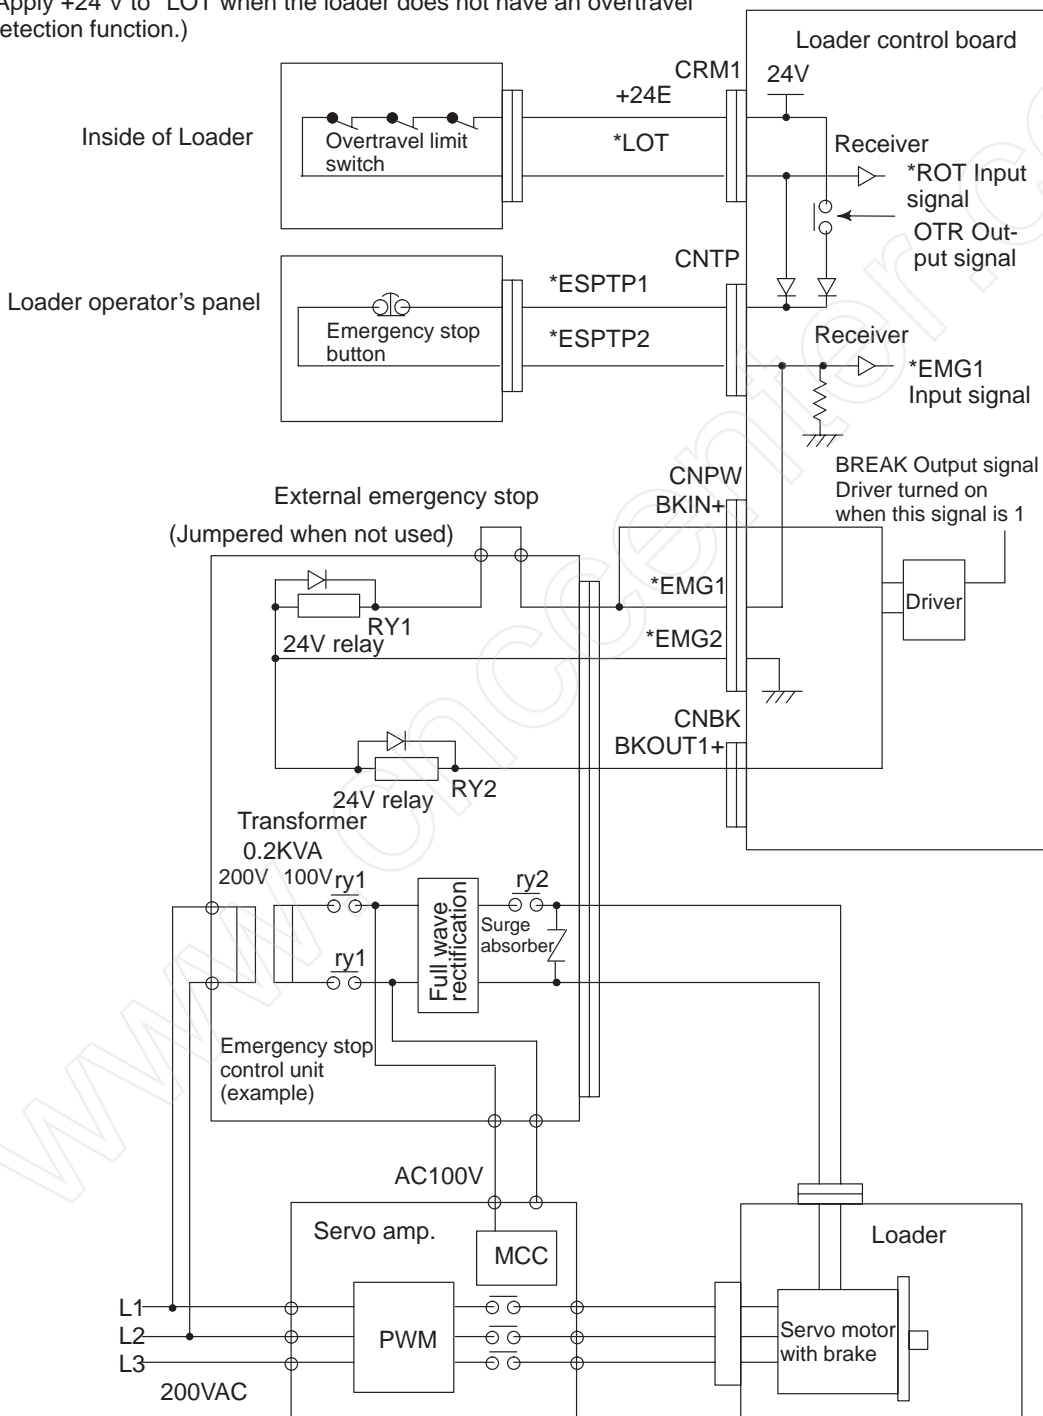 Apply +24 V to *LOT when the loader does not have an overtravel
etection function.)
Loader control board
CRM1
24V
+24E
Inside of Loader
Overtravel limit
switch
*LOT
Receiver
*ROT Input
signal
OTR Out-
put signal
CNTP
*ESPTP1
Loader operator's panel
Emergency stop
button
*ESPTP2
Receiver
*EMG1
Input signal
BREAK Output signal
Driver turned on
when this signal is 1
CNPW
BKIN+
External emergency stop
(Jumpered when not used)
*EMG1
Driver
RY1
24V relay
*EMG2
CNBK
BKOUT1+
RY2
24V relay
Transformer
0.2KVA
200V 100V
ry1
ry2
Full wave
rectification
Surge
absorber
ry1
Emergency stop
control unit
(example)
AC100V
Servo amp.
MCC
Loader
L1
L2
L3
PWM
Servo motor
with brake
200VAC
www.cnccenter.c